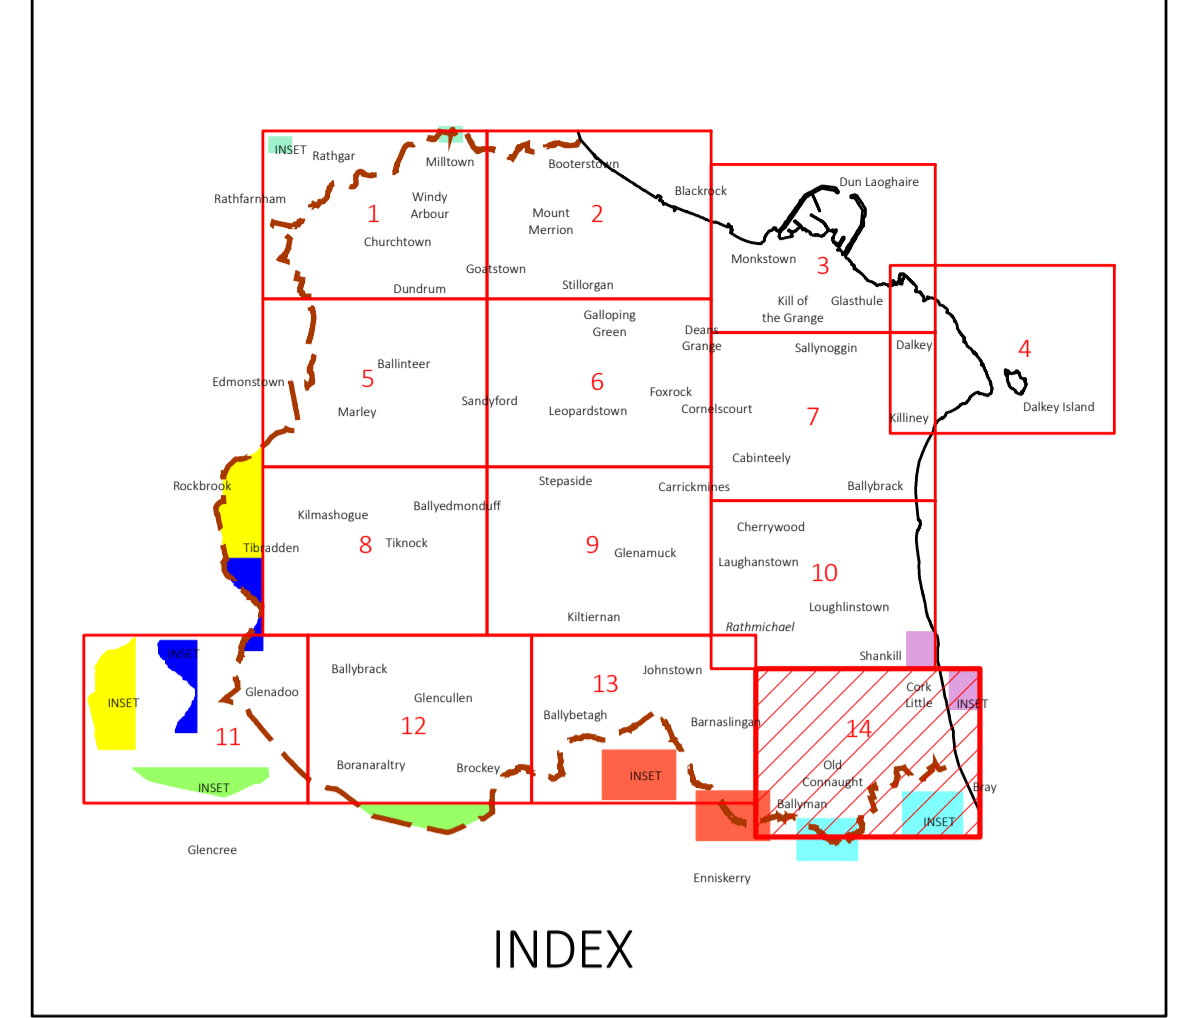 INSET
Rathgar
Milltown
Booterstown
Dun Laoghaire
Blackrock
Rathfarnham
Windy
Arbour
1
Mount
Merrion
2
Churchtown
Monkstown
3
Goatstown
Dundrum
Stillorgan
Kill of
the Grange
Glasthule
Galloping
Green
Deans
Grange
Sallynoggin
Dalkey
4
Ballinteer
5
Edmonstown
6
Foxrock
Sandyford
Marley
Leopardstown
Cornelscourt
7
Killiney
Dalkey Island
Cabinteely
Rockbrook
Stepaside
Carrickmines
Ballybrack
Kilmashogue
Ballyedmonduff
Cherrywood
Tibradden
8
Tiknock
9
Glenamuck
Laughanstown
10
Loughlinstown
Kiltiernan
Rathmichael
INSET
Shankill
Ballybrack
Johnstown
Glenadoo
Glencullen
13
Cork
Little
INSET
INSET
Ballybetagh
Barnaslingan
14
11
12
Boranaraltry
Brockey
INSET
Old
Connaught
INSET
Bray
Ballyman
INSET
Glencree
Enniskerry
INDEX